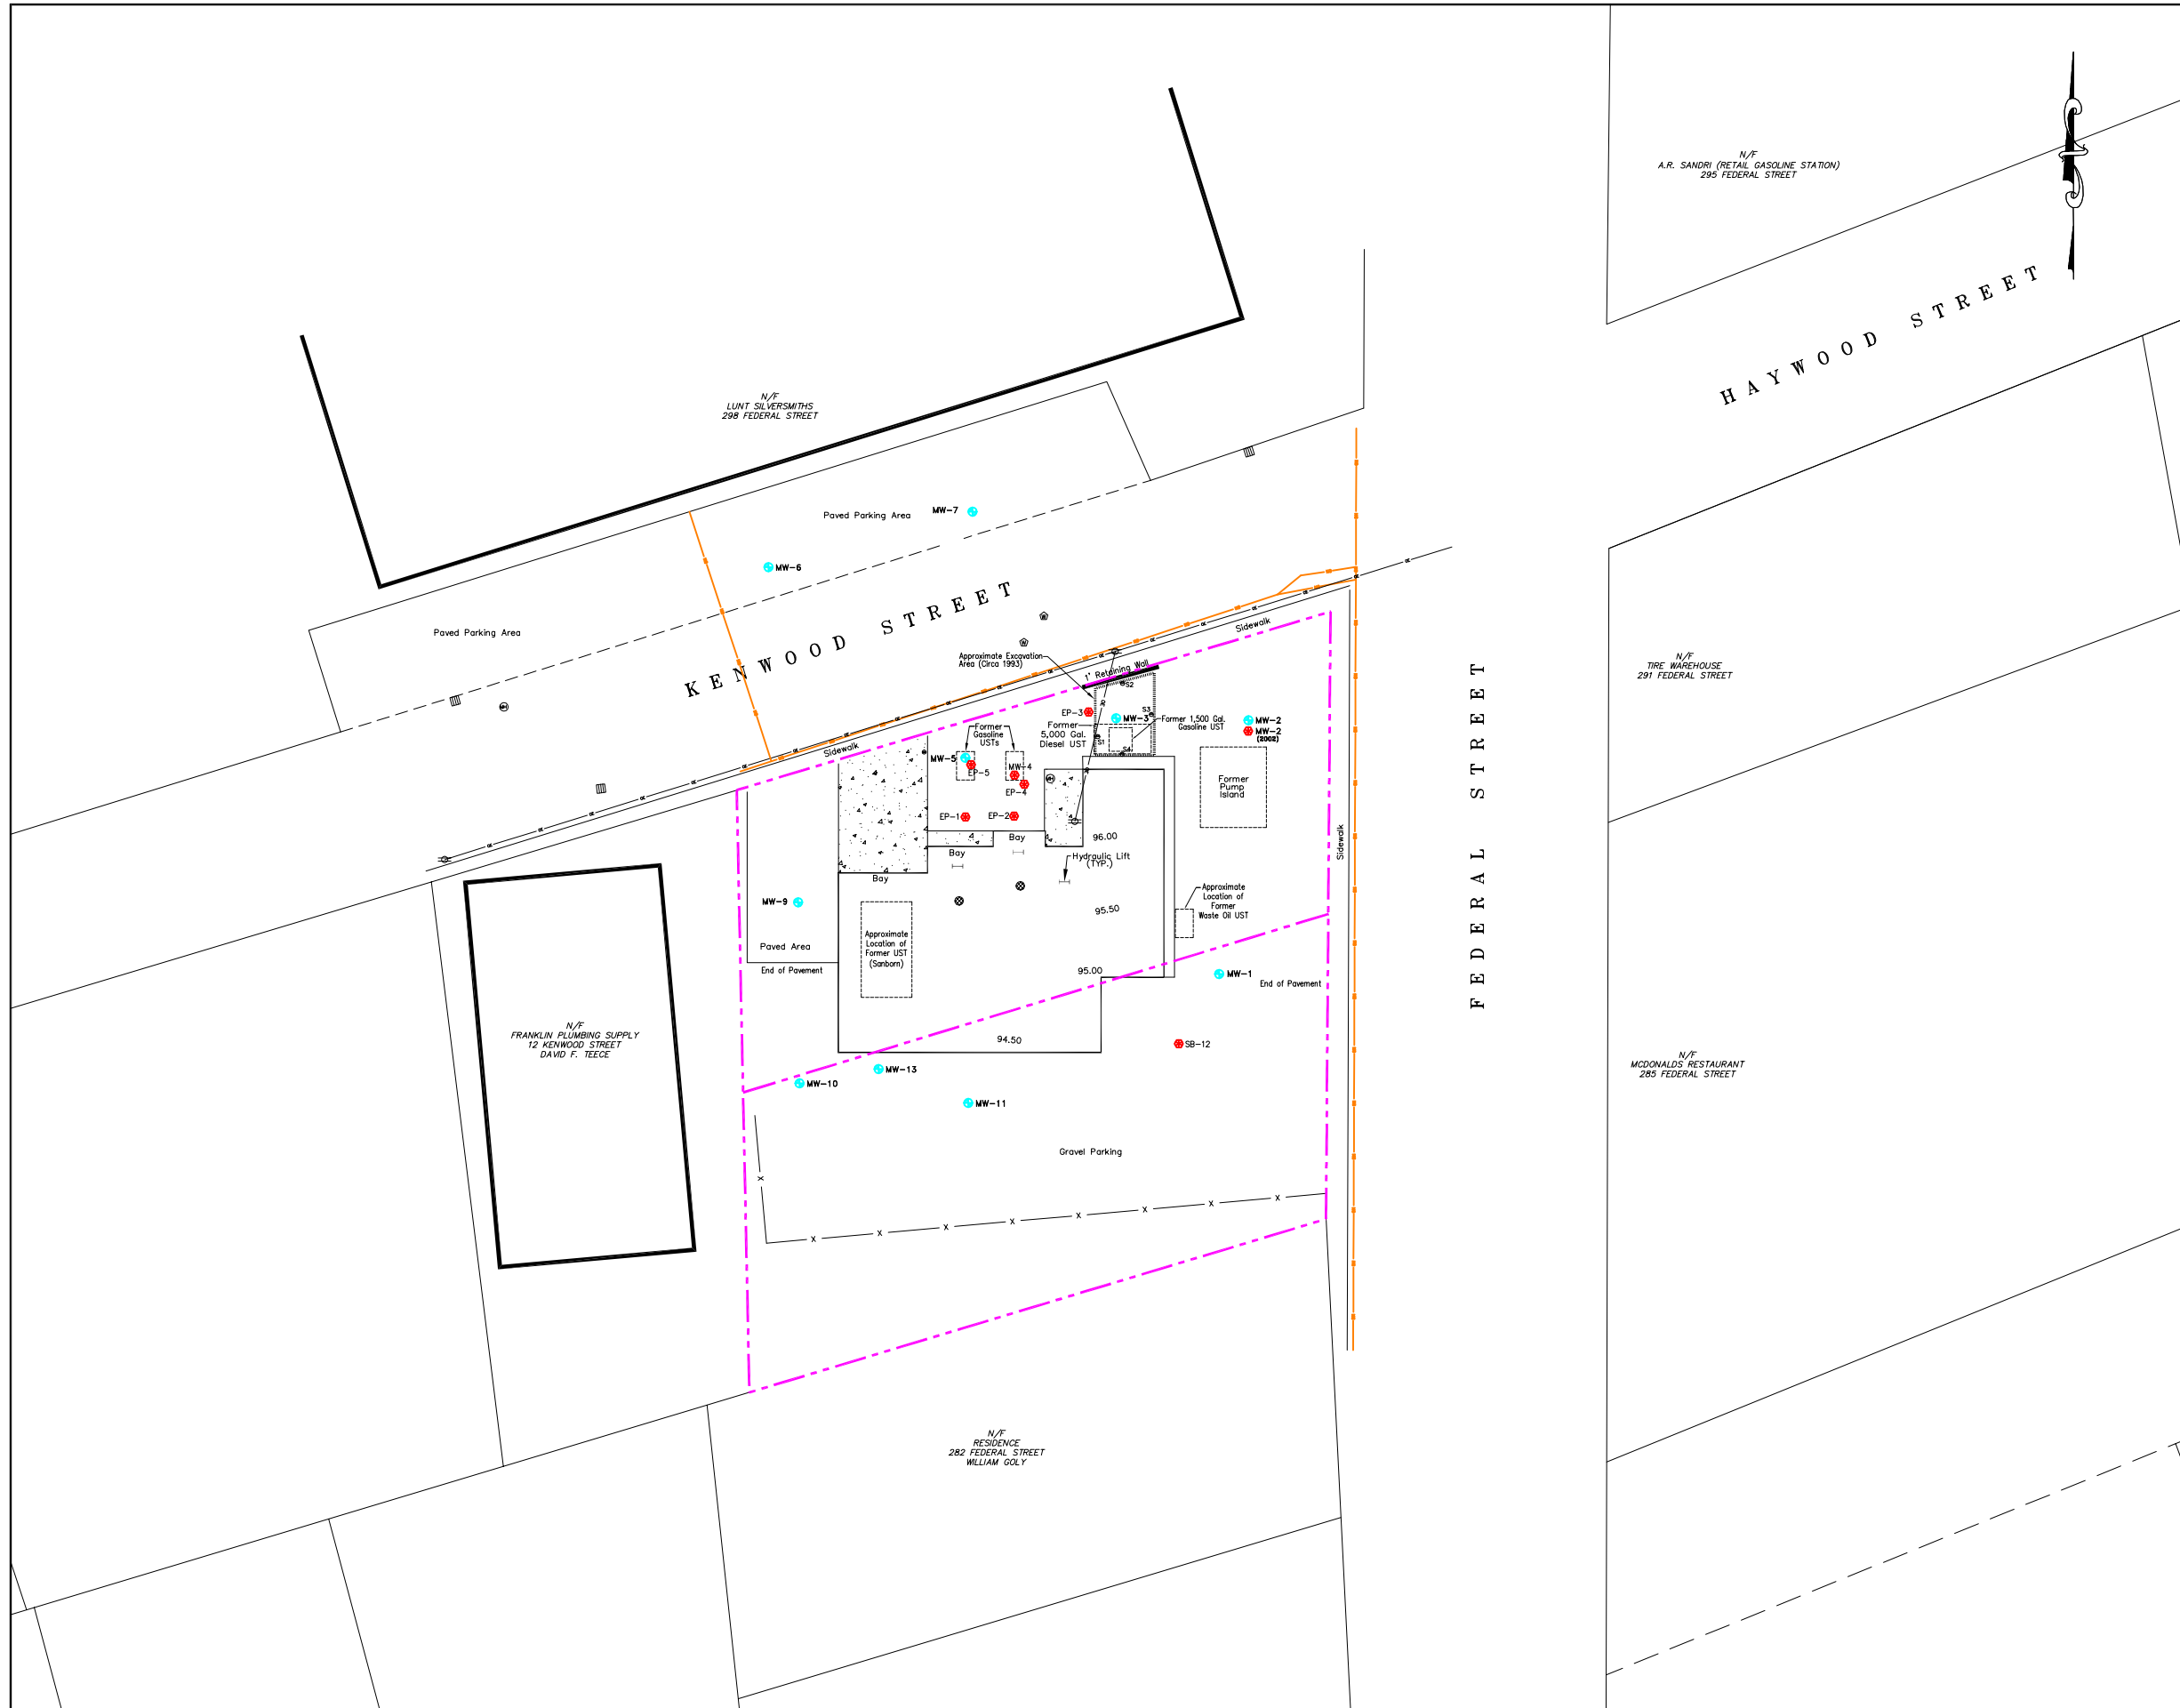 N/F
A.R. SANDRI (RETAIL GASOLINE STATION)
295 FEDERAL STREET
HAYWOOD STREET
N/F
LUNT SILVERSMITHS
298 FEDERAL STREET
Paved Parking Area
MW-7
MW-6
Paved Parking Area
KENWOOD STREET
Sidewalk
Approximate Excavation
Area (Circa 1993)
1' Retaining Wall
N/F
TIRE WAREHOUSE
291 FEDERAL STREET
FEDERAL STREET
S2
S3
EP-3
MW-3
Former 1,500 Gal.
Gasoline UST
MW-2
MW-2
(2002)
Former
5,000 Gal.
Diesel UST
S1
S4
Former
Gasoline
USTs
Sidewalk
MW-5
EP-5
MW-4
EP-4
MH
Former
Pump
Island
EP-1
EP-2
Bay
Bay
Bay
96.00
Hydraulic Lift
(TYP.)
Sidewalk
Approximate
Location of
Former
Waste Oil UST
95.50
MW-9
Paved Area
End of Pavement
Approximate
Location of
Former UST
(Sanborn)
95.00
MW-1
End of Pavement
94.50
SB-12
N/F
FRANKLIN PLUMBING SUPPLY
12 KENWOOD STREET
DAVID F. TEECE
MH
W
W
N/F
MCDONALDS RESTAURANT
285 FEDERAL STREET
MW-10
MW-13
MW-11
Gravel Parking
N/F
RESIDENCE
282 FEDERAL STREET
WILLIAM GOLY